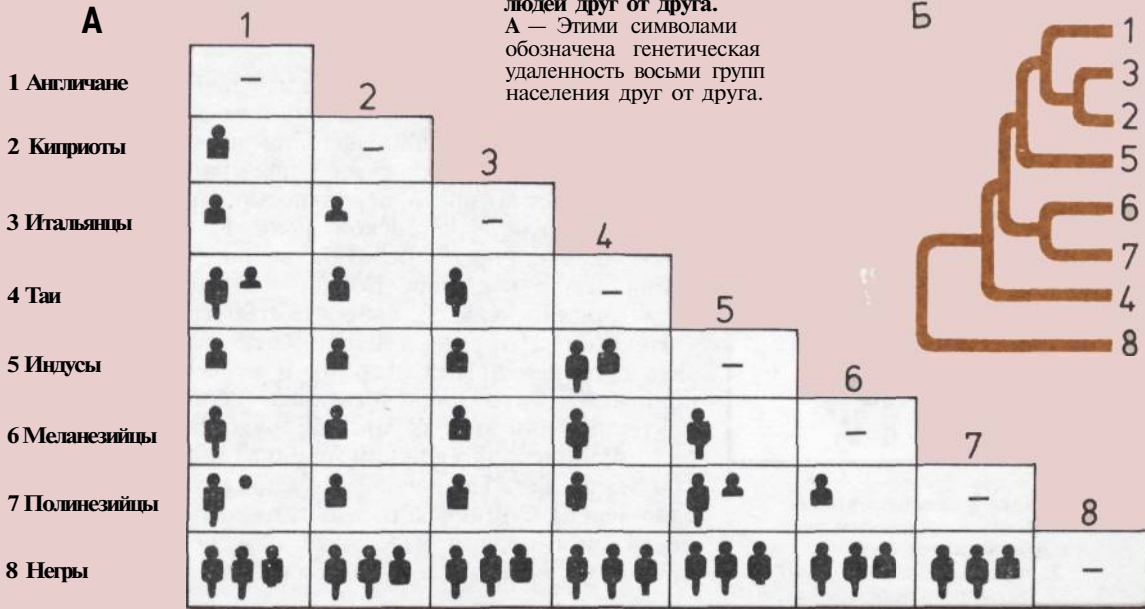 людей друг от друга.
А — Этими символами
обозначена генетическая
удаленность восьми групп
населения друг от друга.
А
Б
1
1 Англичане –
2
2 Киприоты –
3
3 Итальянцы –
4
4 Таи –
5
5 Индусы –
6
6 Меланезийцы –
7
7 Полинезийцы –
8
8 Негры –
1
3
2
5
6
7
4
8